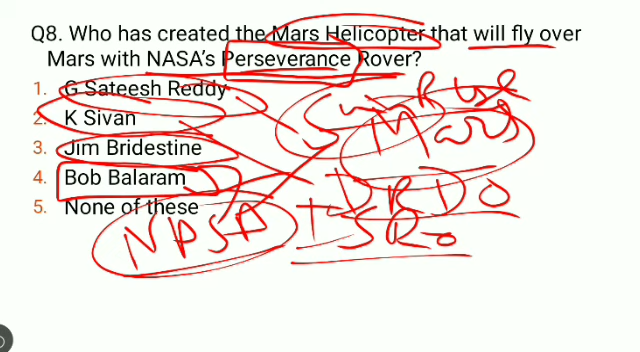 Q8. Who has created the Mars Helicopter that will fly over
Mars with NASA's Perseverance Rover?
1. G Sateesh Reddy
2. K Sivan
3. Jim Bridestine
4. Bob Balaram
5. None of these
Mars
DRDO
NASA
ISRO